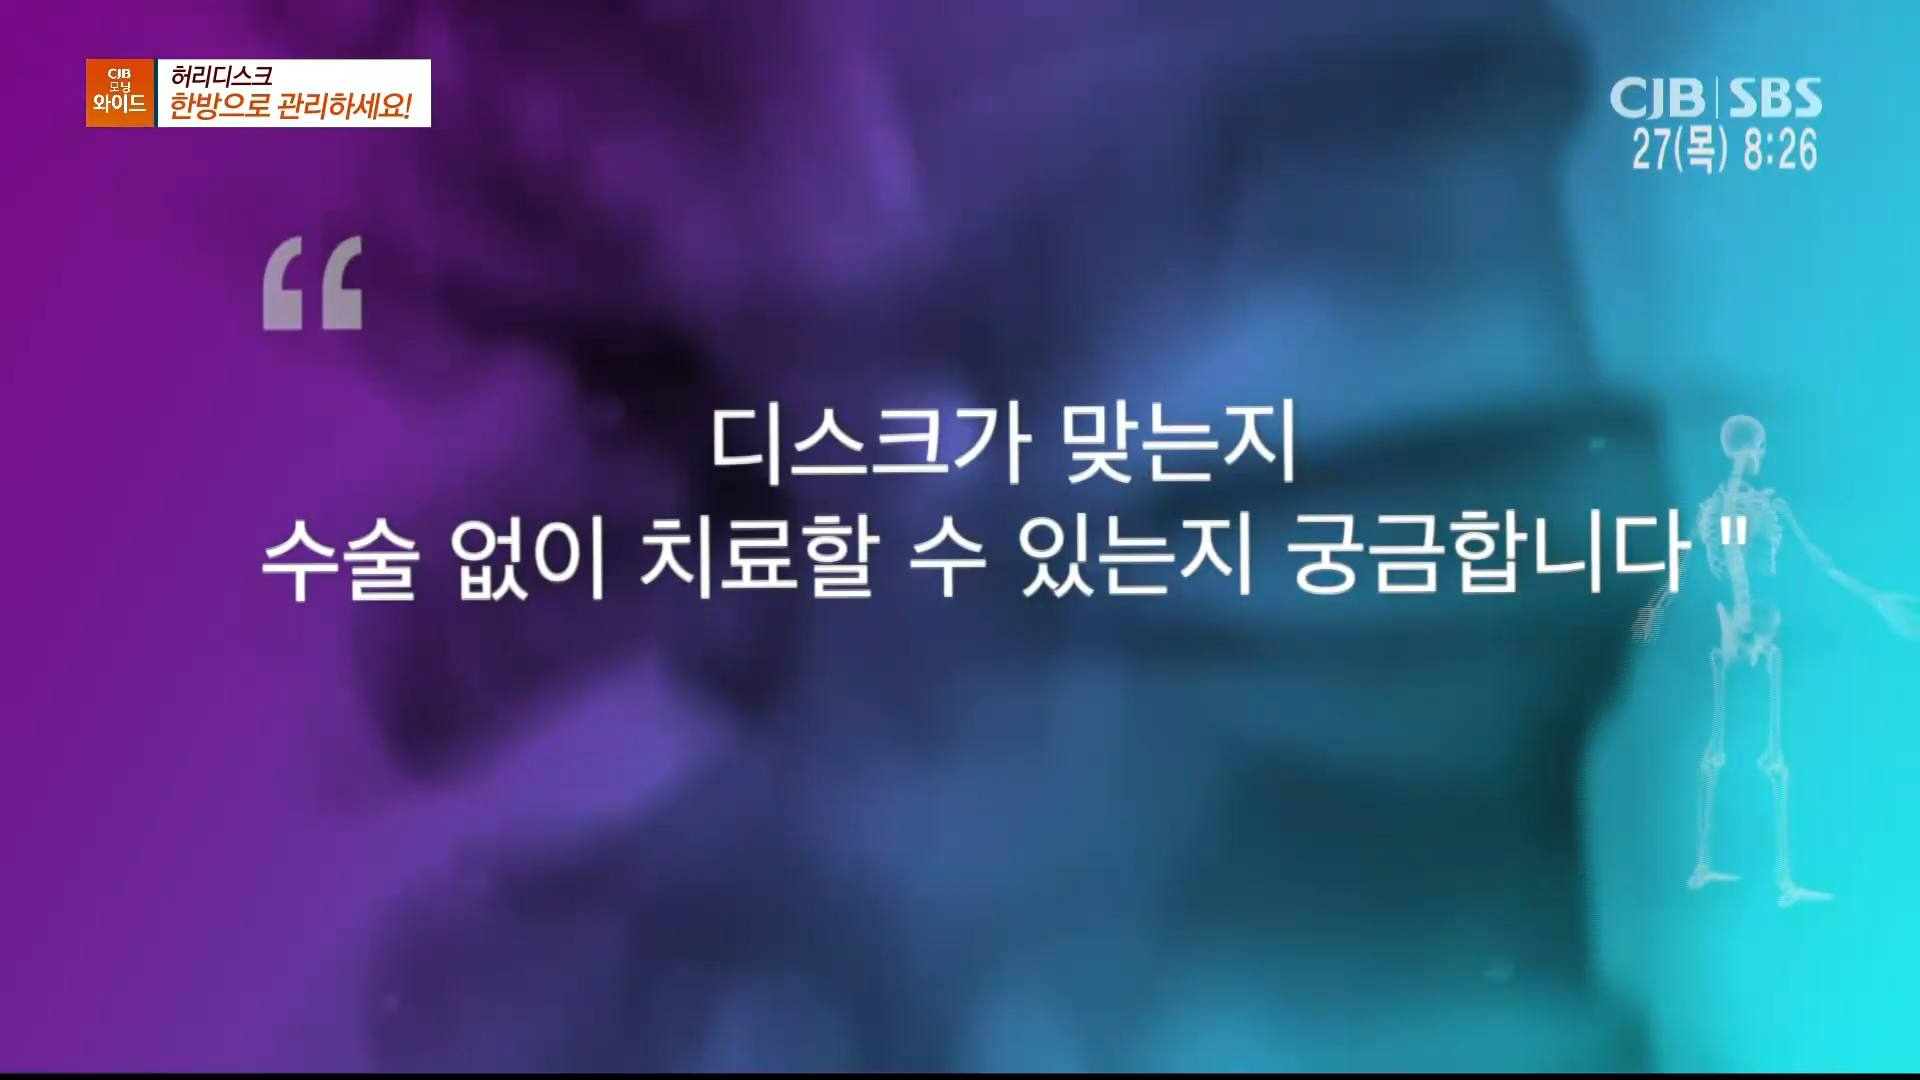 CJB
모닝
와이드
허리디스크
한방으로 관리하세요!
CJB SBS
27(목) 8:26
“
디스크가 맞는지
수술 없이 치료할 수 있는지 궁금합니다 "